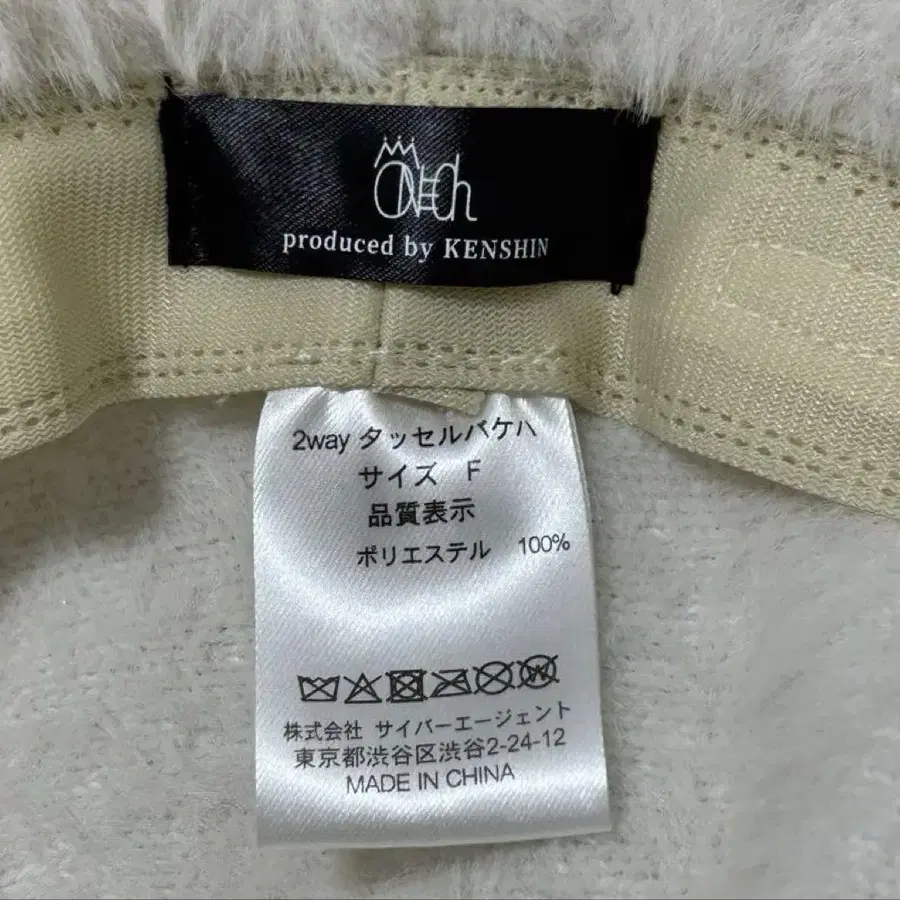 ONECh
produced by KENSHIN
2way タッセルバケハ
サイズ F
品質表示
ポリエステル 100%
W
株式会社 サイバーエージェント
東京都渋谷区渋谷2-24-12
MADE IN CHINA